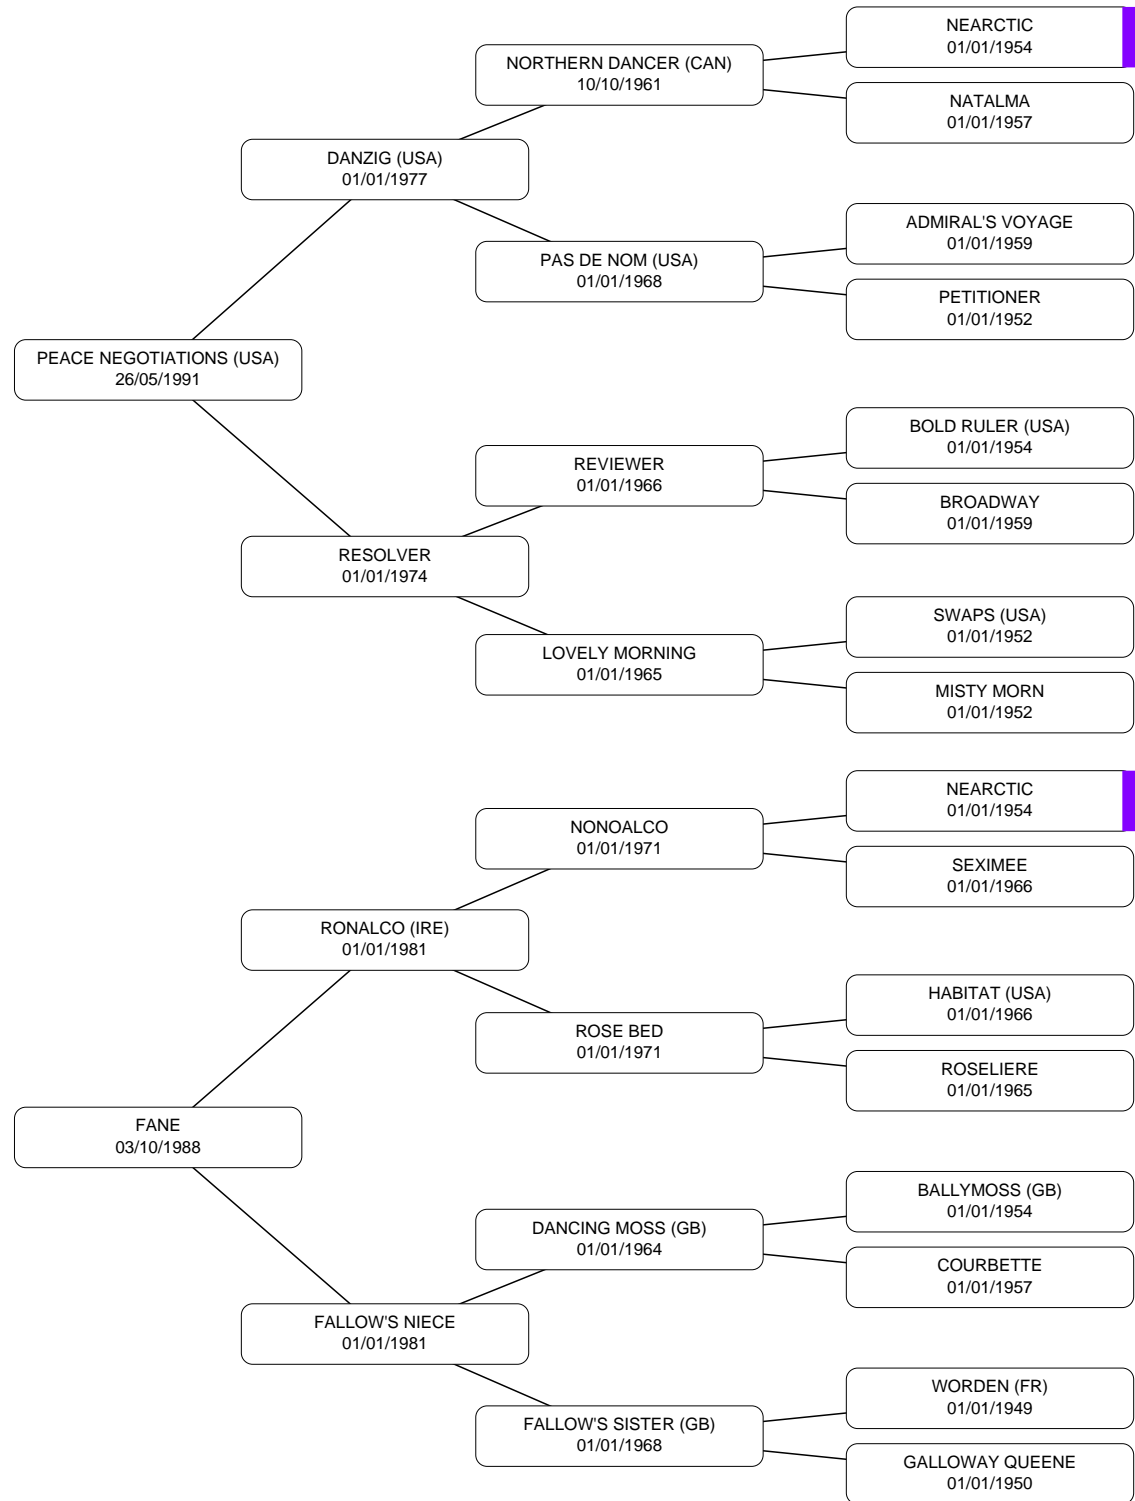 NEARCTIC
01/01/1954
NORTHERN DANCER (CAN)
10/10/1961
NATALMA
01/01/1957
DANZIG (USA)
01/01/1977
ADMIRAL'S VOYAGE
01/01/1959
PAS DE NOM (USA)
01/01/1968
PETITIONER
01/01/1952
PEACE NEGOTIATIONS (USA)
26/05/1991
BOLD RULER (USA)
01/01/1954
REVIEWER
01/01/1966
BROADWAY
01/01/1959
RESOLVER
01/01/1974
SWAPS (USA)
01/01/1952
LOVELY MORNING
01/01/1965
MISTY MORN
01/01/1952
NEARCTIC
01/01/1954
NONOALCO
01/01/1971
SEXIMEE
01/01/1966
RONALCO (IRE)
01/01/1981
HABITAT (USA)
01/01/1966
ROSE BED
01/01/1971
ROSELIERE
01/01/1965
FANE
03/10/1988
BALLYMOSS (GB)
01/01/1954
DANCING MOSS (GB)
01/01/1964
COURBETTE
01/01/1957
FALLOW'S NIECE
01/01/1981
WORDEN (FR)
01/01/1949
FALLOW'S SISTER (GB)
01/01/1968
GALLOWAY QUEENE
01/01/1950